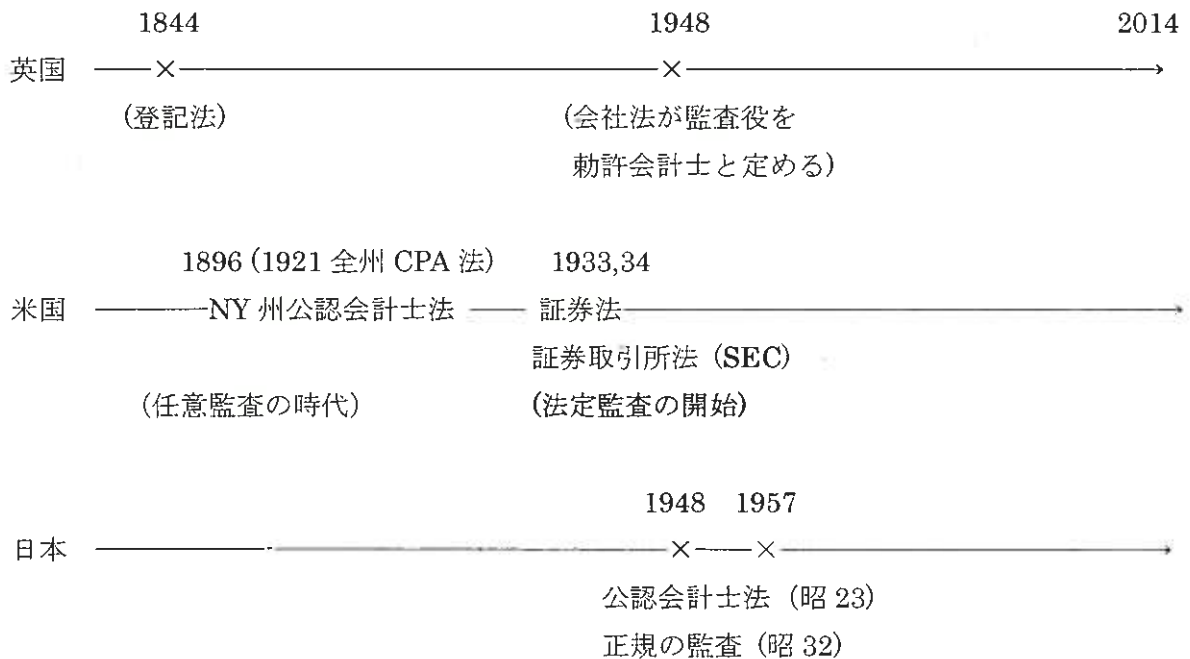 1844 1948 2014
英国
(登記法) (会社法が監査役を
勅許会計士と定める)
1896 (1921 全州 CPA 法) 1933,34
米国 NY 州公認会計士法 証券法
証券取引所法 (SEC)
(任意監査の時代) (法定監査の開始)
1948 1957
日本
公認会計士法 (昭 23)
正規の監査 (昭 32)